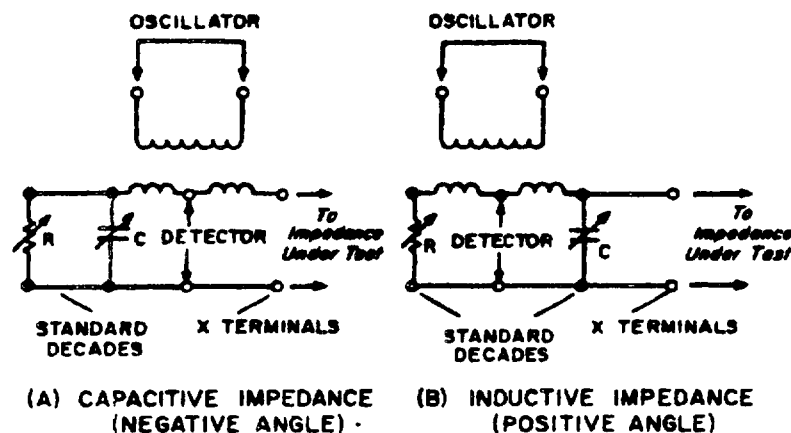 OSCILLATOR
OSCILLATOR
R
C
DETECTOR
To
Impedance
Under Test
STANDARD
DECADES
X TERMINALS
R
DETECTOR
C
To
Impedance
Under Test
STANDARD
DECADES
X TERMINALS
(A) CAPACITIVE IMPEDANCE
(NEGATIVE ANGLE)
(B) INDUCTIVE IMPEDANCE
(POSITIVE ANGLE)